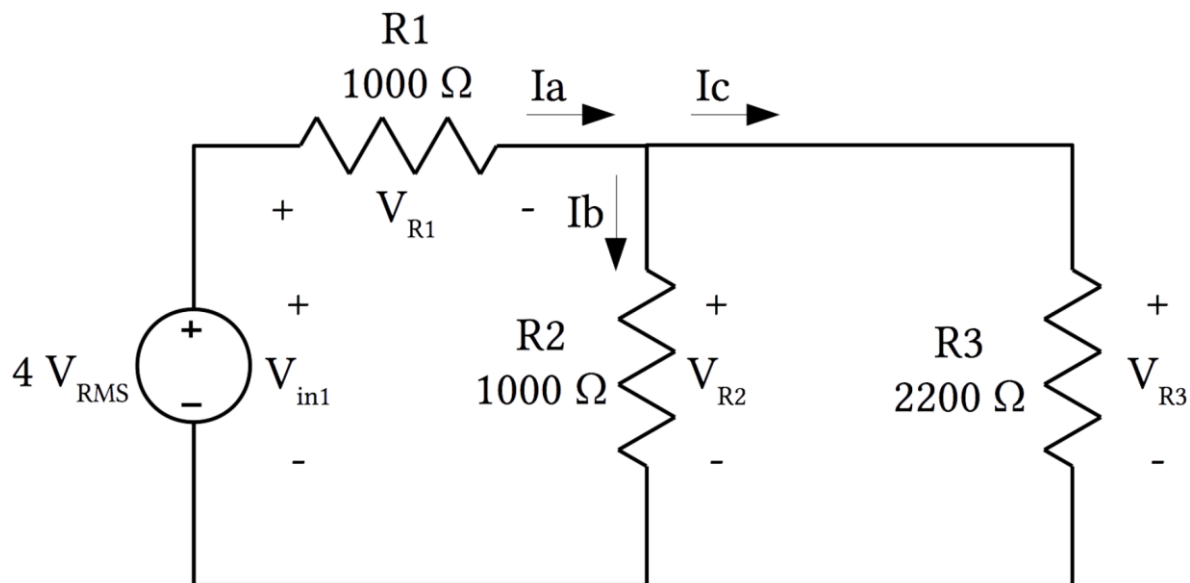 R1
1000 Ω
Ia
Ic
+
V_R1
-
Ib
+
4 V_RMS
+
−
V_in1
-
R2
1000 Ω
+
V_R2
-
R3
2200 Ω
+
V_R3
-